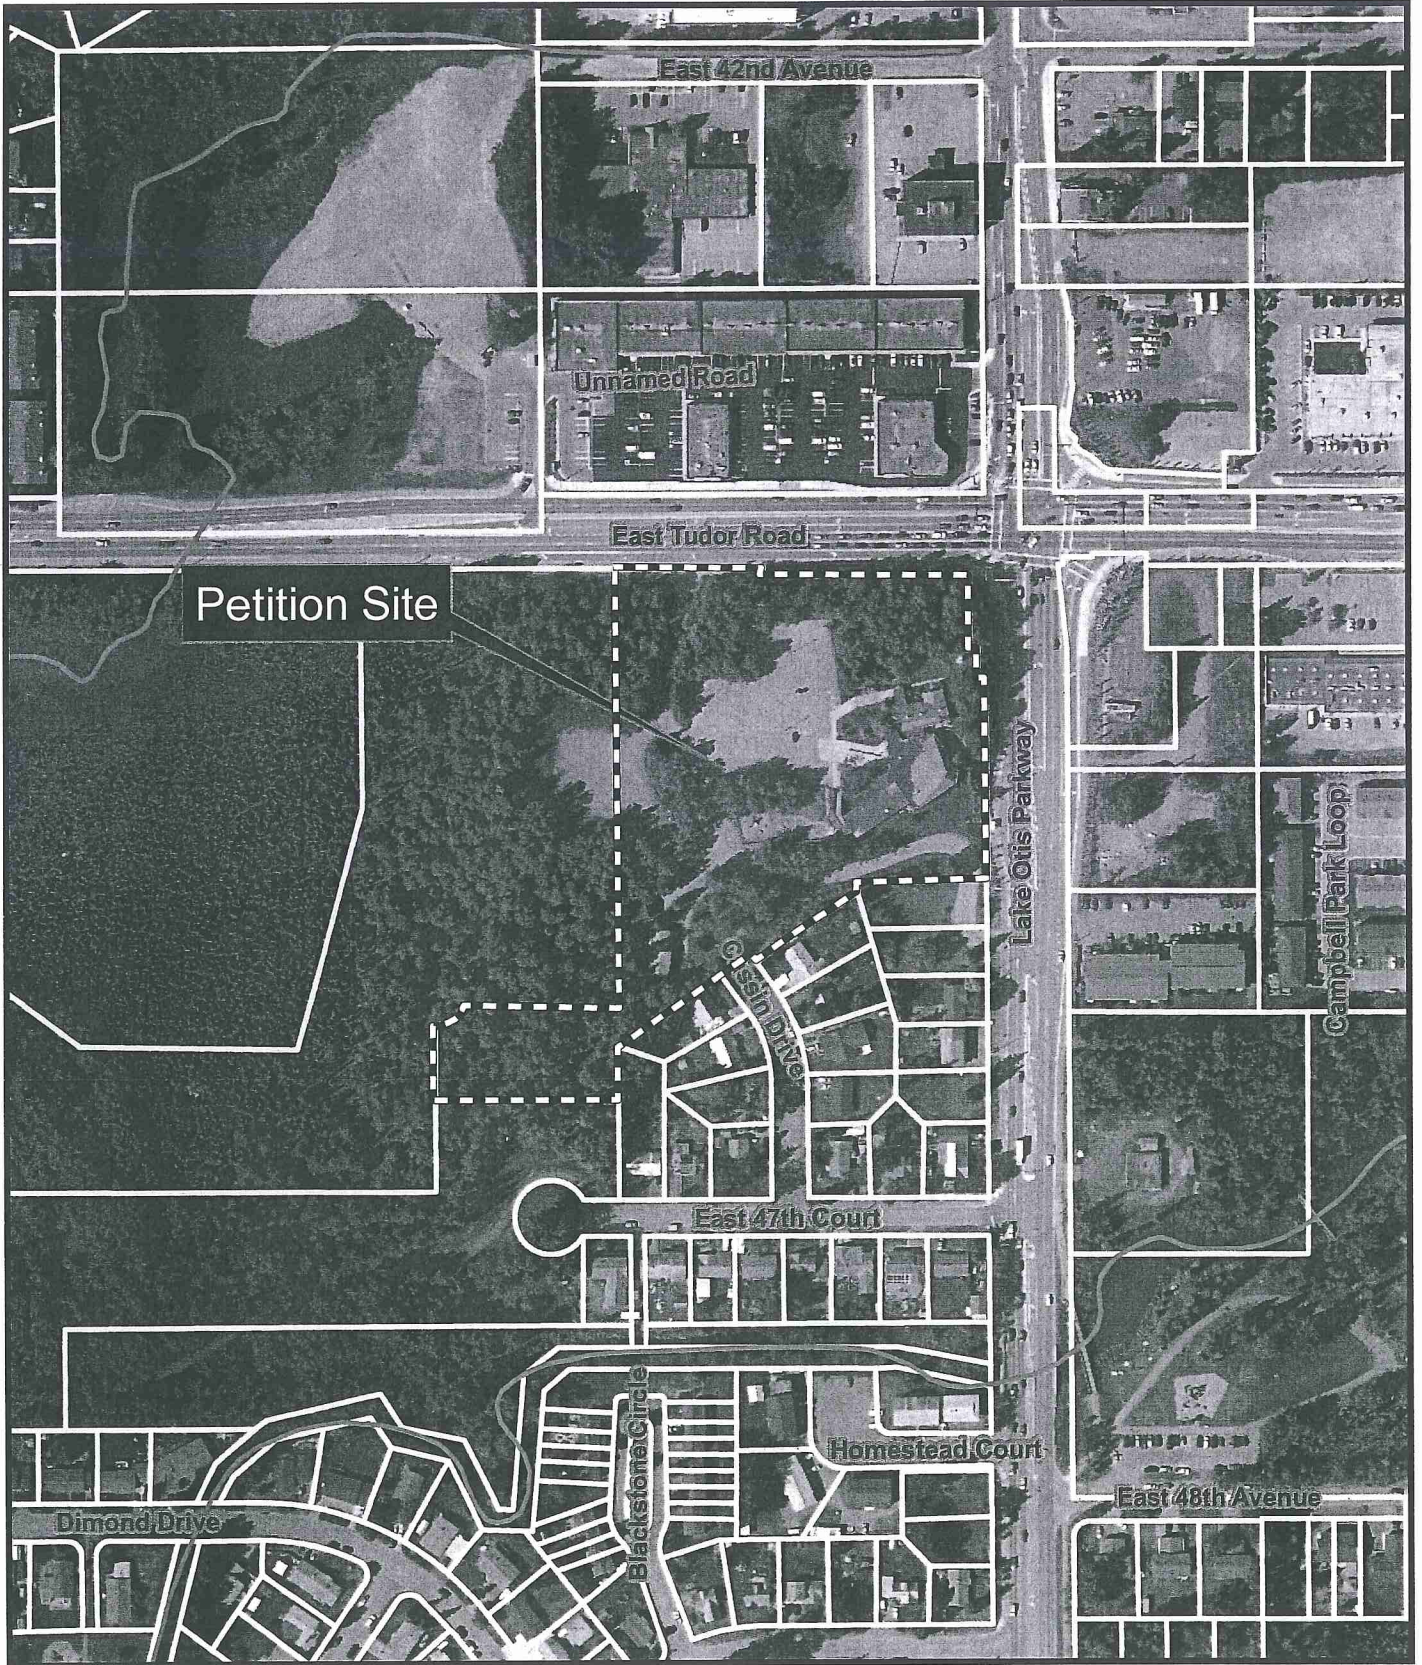 East 42nd Avenue
Unnamed Road
East Tudor Road
Petition Site
Lake Otis Parkway
Campbell Park Loop
Cassin Drive
East 47th Court
Blackstone Circle
Homestead Court
East 48th Avenue
Dimond Drive